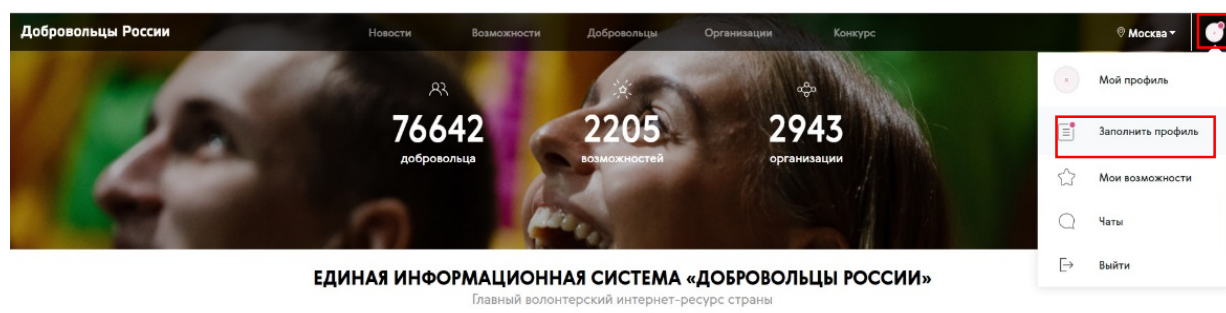 Добровольцы России
Новости
Возможности
Добровольцы
Организации
Конкурс
Москва
76642
добровольца
2205
возможностей
2943
организации
Мой профиль
Заполнить профиль
Мои возможности
Чаты
Выйти
ЕДИНАЯ ИНФОРМАЦИОННАЯ СИСТЕМА «ДОБРОВОЛЬЦЫ РОССИИ»
Главный волонтерский интернет-ресурс страны